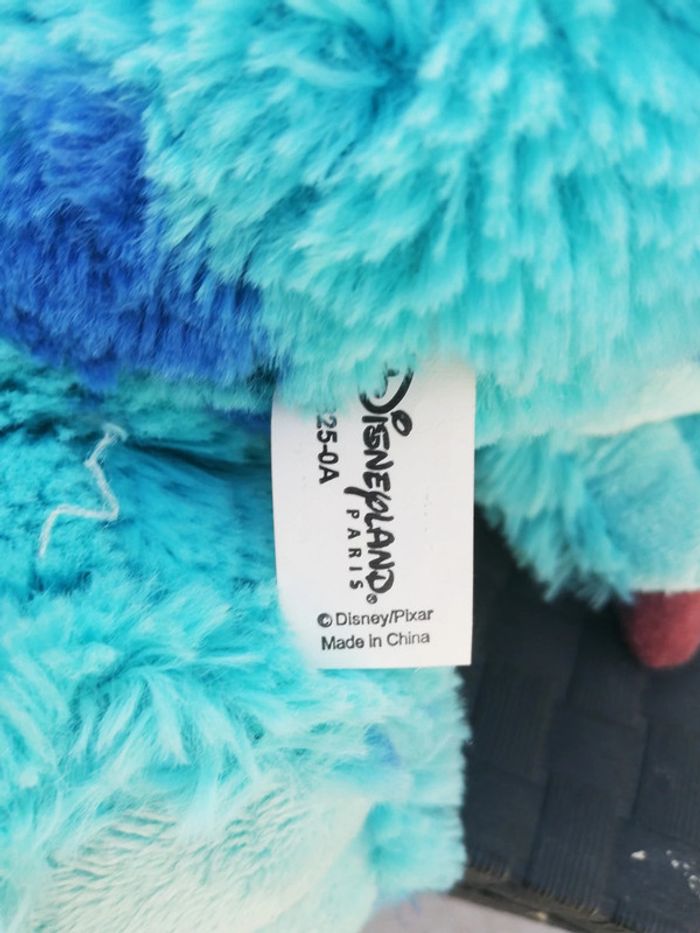 Disneyland
PARIS®
25-0A
© Disney/Pixar
Made in China